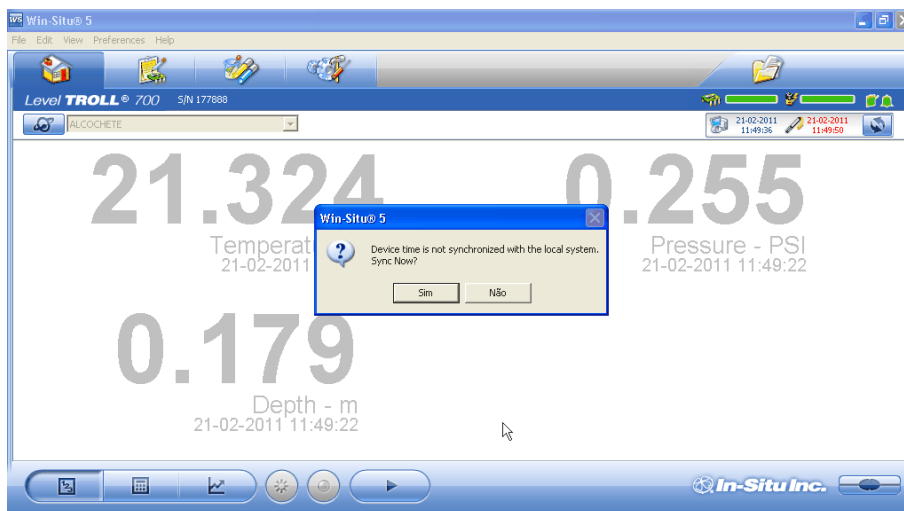 Win-Situ® 5
File Edit View Preferences Help
Level TROLL® 700 S/N 177888
ALCOCHETE
21-02-2011
11:49:36
21-02-2011
11:49:50
21.324
0.255
Temperat
21-02-2011
Pressure - PSI
21-02-2011 11:49:22
Win-Situ® 5
Device time is not synchronized with the local system.
Sync Now?
Sim Não
0.179
Depth - m
21-02-2011 11:49:22
In-Situ Inc.